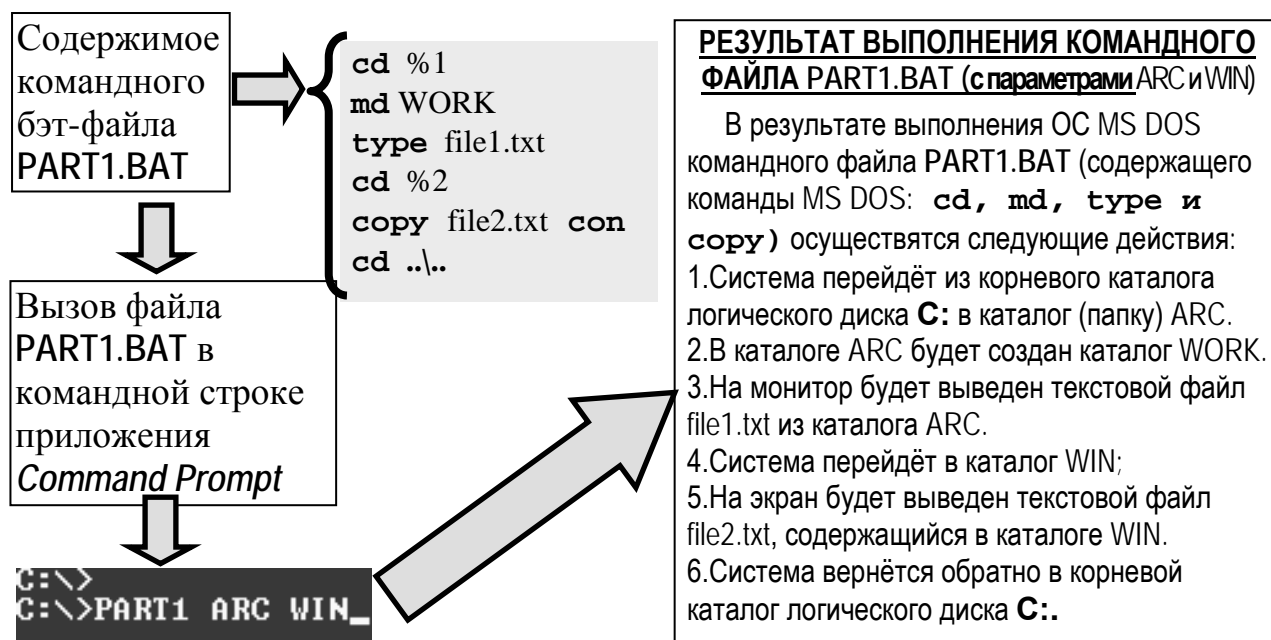 Содержимое
командного
бэт-файла
PART1.BAT
cd %1
md WORK
type file1.txt
cd %2
copy file2.txt con
cd ..\..
Вызов файла
PART1.BAT в
командной строке
приложения
Command Prompt
C:\>
C:\>PART1 ARC WIN_
РЕЗУЛЬТАТ ВЫПОЛНЕНИЯ КОМАНДНОГО
ФАЙЛА PART1.BAT (с параметрами ARC и WIN)
В результате выполнения ОС MS DOS
командного файла PART1.BAT (содержащего
команды MS DOS: cd, md, type и
copy) осуществятся следующие действия:
1.Система перейдёт из корневого каталога
логического диска C: в каталог (папку) ARC.
2.В каталоге ARC будет создан каталог WORK.
3.На монитор будет выведен текстовой файл
file1.txt из каталога ARC.
4.Система перейдёт в каталог WIN;
5.На экран будет выведен текстовой файл
file2.txt, содержащийся в каталоге WIN.
6.Система вернётся обратно в корневой
каталог логического диска C:.